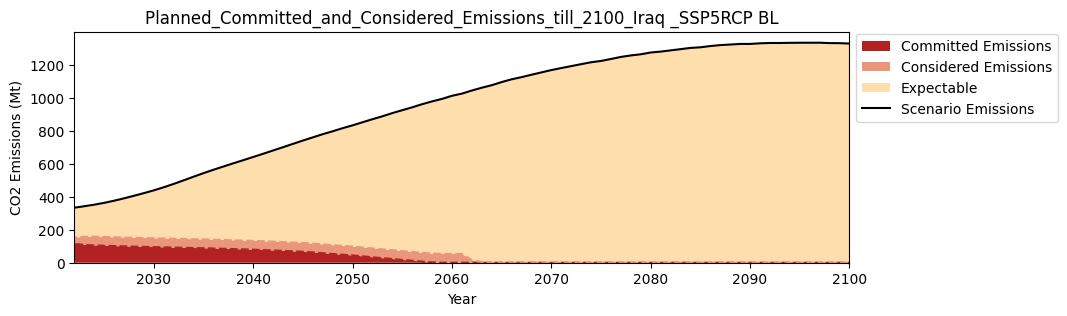 Planned_Committed_and_Considered_Emissions_till_2100_Iraq _SSP5RCP BL
CO2 Emissions (Mt)
1200
1000
800
600
400
200
0
2030 2040 2050 2060 2070 2080 2090 2100
Year
Committed Emissions
Considered Emissions
Expectable
Scenario Emissions